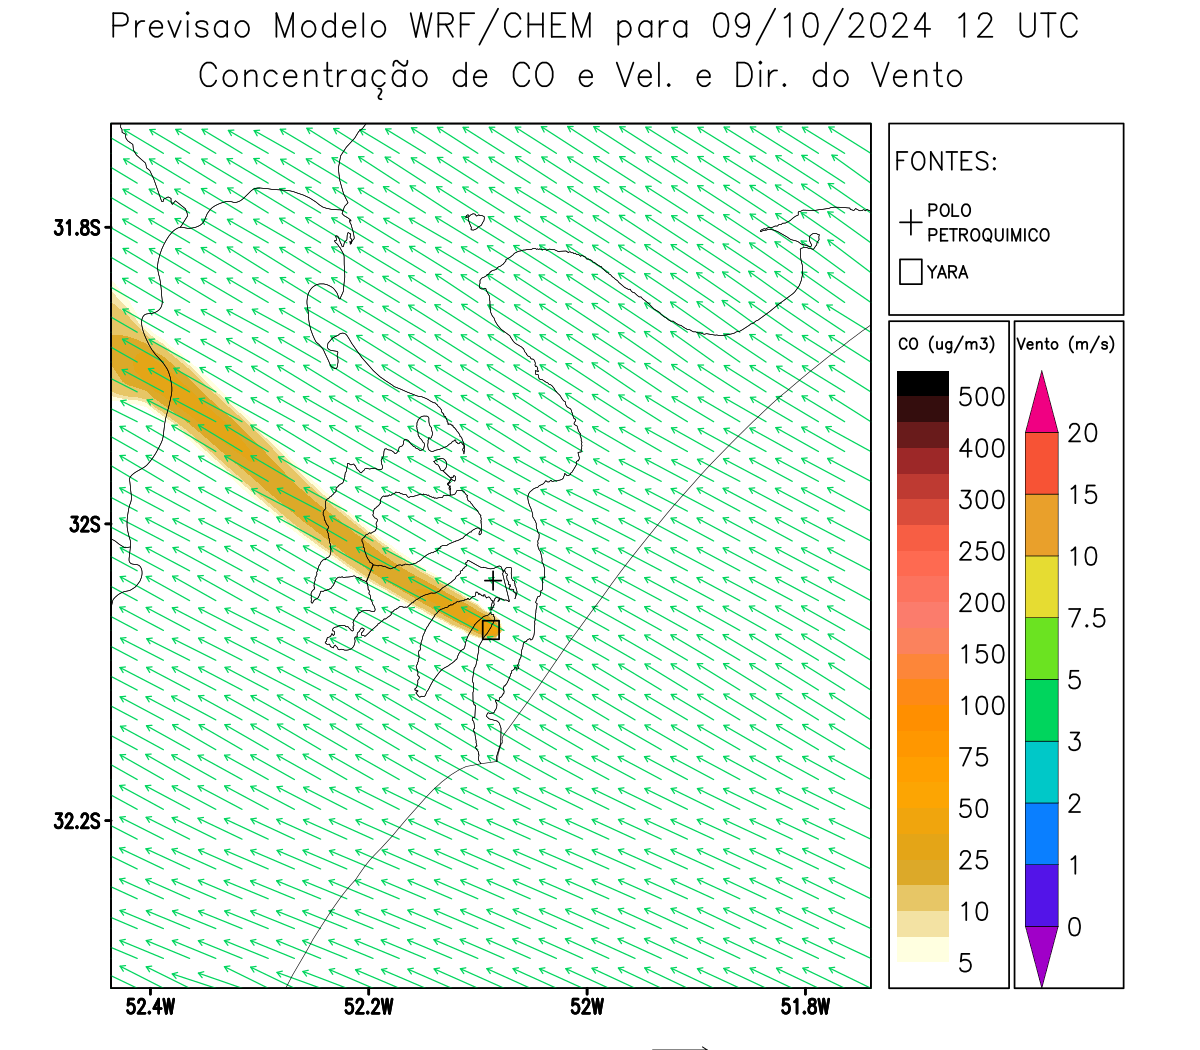 Previsao Modelo WRF/CHEM para 09/10/2024 12 UTC
Concentração de CO e Vel. e Dir. do Vento
FONTES:
POLO
PETROQUIMICO
YARA
31.8S
32S
32.2S
52.4W
52.2W
52W
51.8W
CO (ug/m3)
500
400
300
250
200
150
100
75
50
25
10
5
Vento (m/s)
20
15
10
7.5
5
3
2
1
0